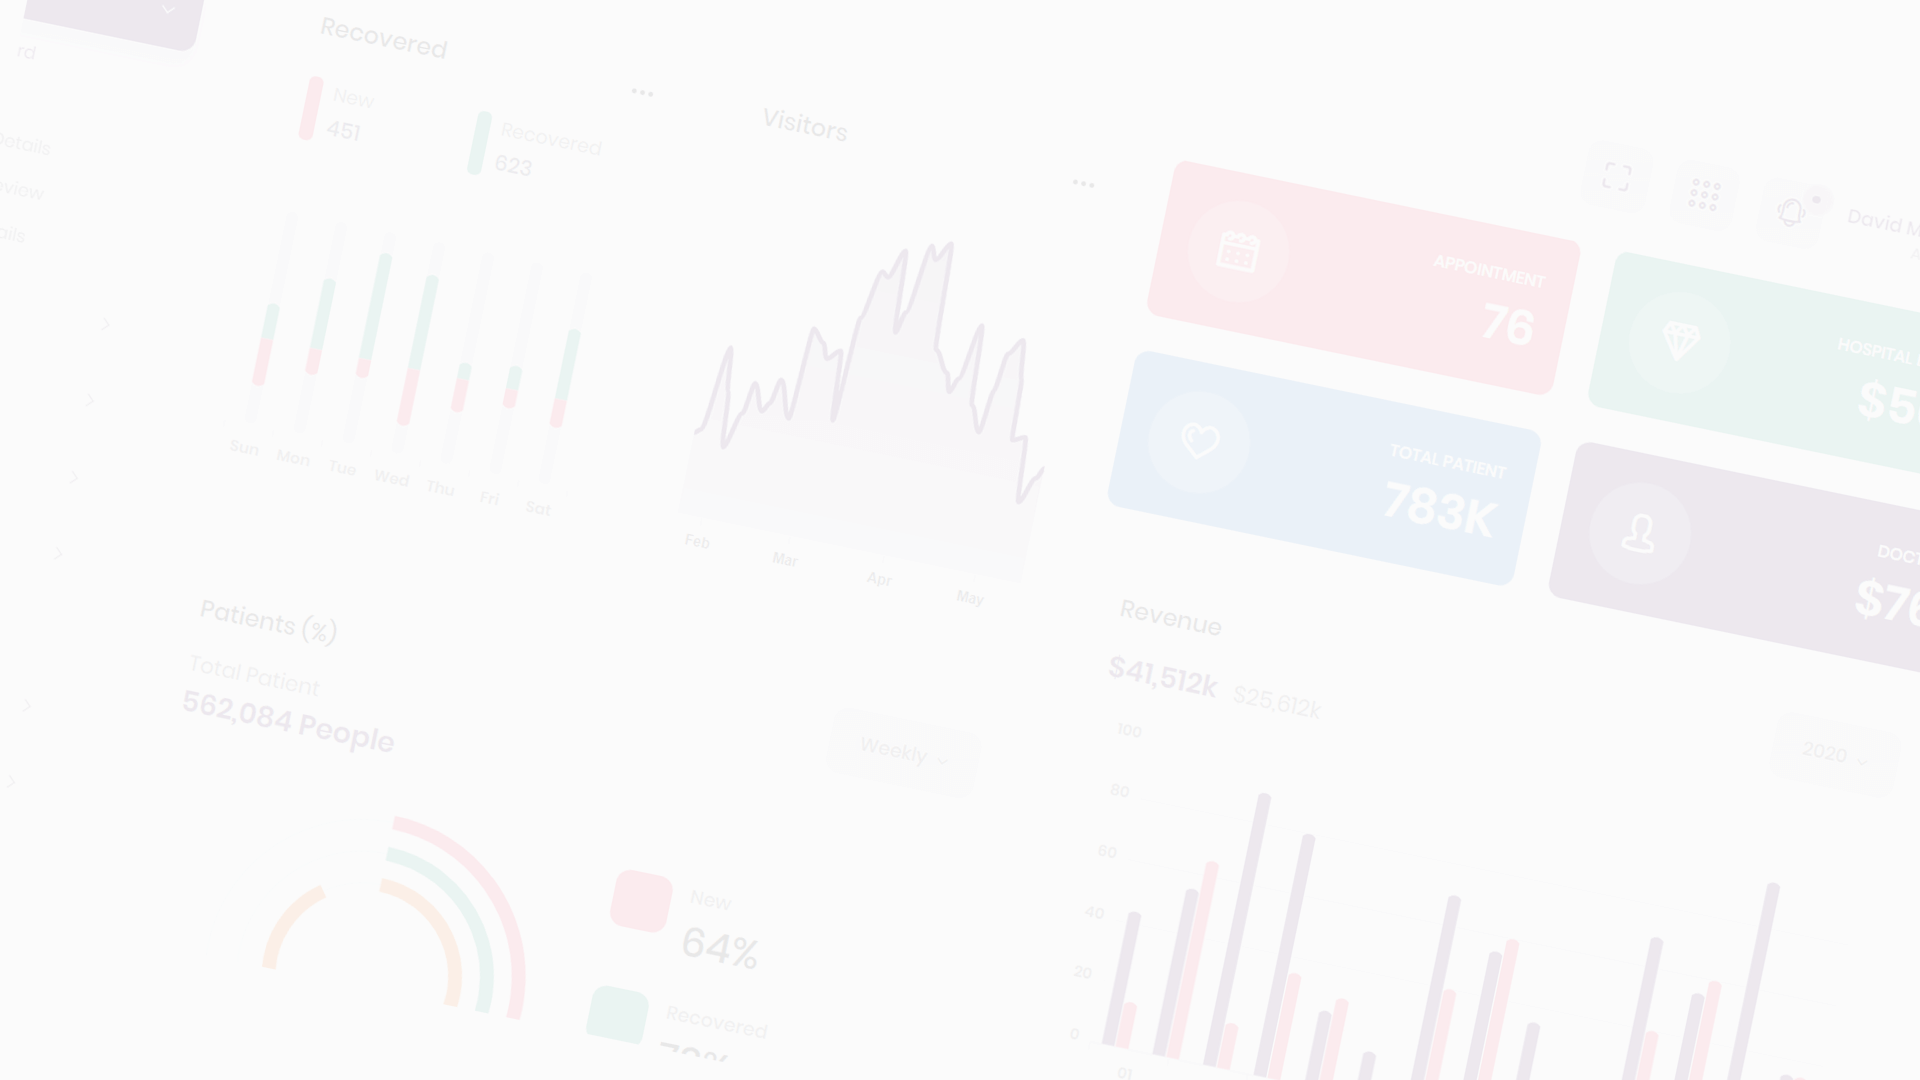 rd
etails
view
ails
Recovered
New
451
Recovered
623
Sun
Mon
Tue
Wed
Thu
Fri
Sat
Visitors
Feb
Mar
Apr
May
APPOINTMENT
76
HOSPITAL
$5
TOTAL PATIENT
783K
DOCT
$76
David M
Patients (%)
Total Patient
562,084 People
Weekly
New
64%
Recovered
Revenue
$41,512k $25,612k
2020
100
80
60
40
20
0
01